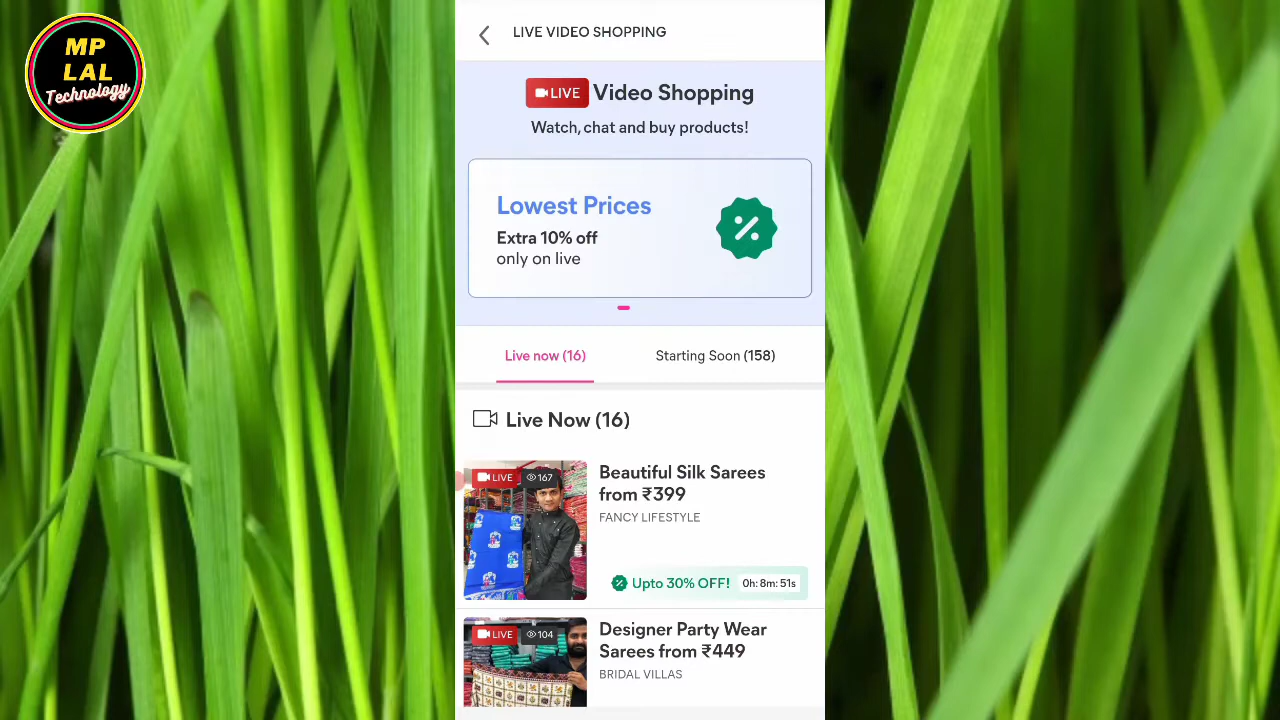 MP
LAL
Technology
LIVE VIDEO SHOPPING
LIVE Video Shopping
Watch, chat and buy products!
Lowest Prices
Extra 10% off
only on live
Live now (16)
Starting Soon (158)
Live Now (16)
LIVE 167
Beautiful Silk Sarees
from ₹399
FANCY LIFESTYLE
Upto 30% OFF! 0h: 8m: 51s
LIVE 104
Designer Party Wear
Sarees from ₹449
BRIDAL VILLAS